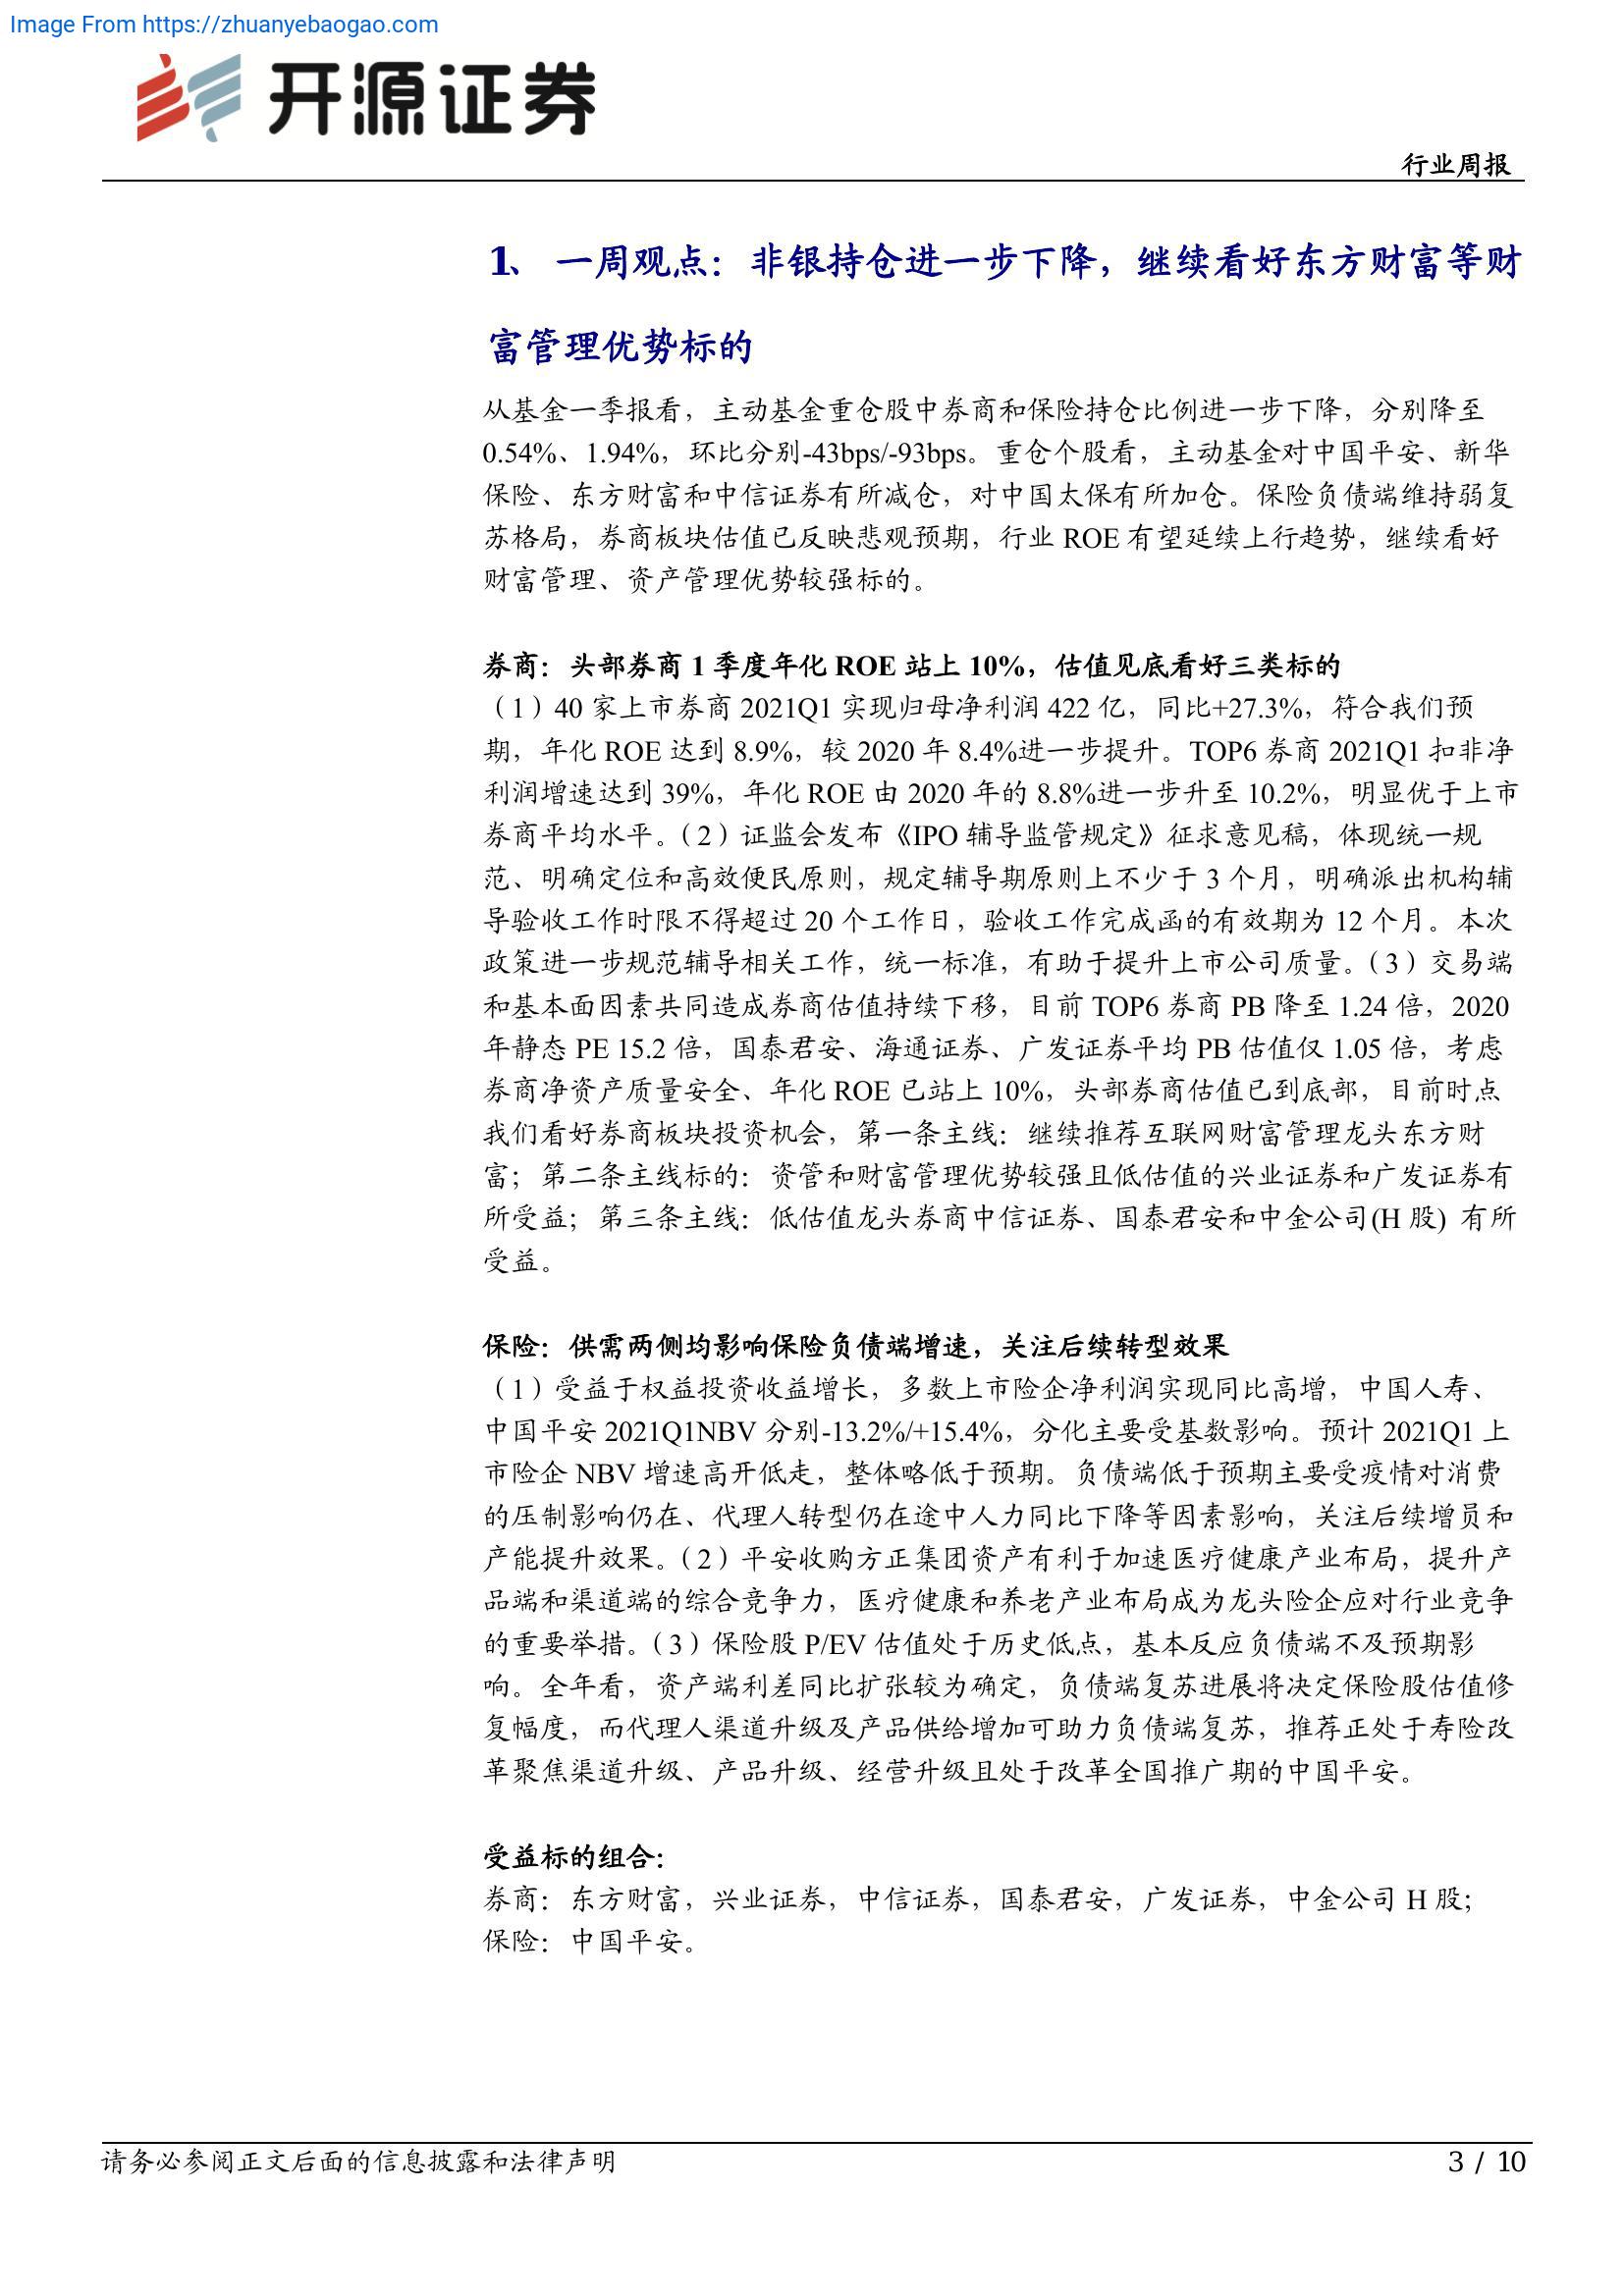 Image From https://zhuanyebaogao.com
开源证券
行业周报
1、 一周观点：非银持仓进一步下降，继续看好东方财富等财
富管理优势标的
从基金一季报看，主动基金重仓股中券商和保险持仓比例进一步下降，分别降至
0.54%、1.94%，环比分别-43bps/-93bps。重仓个股看，主动基金对中国平安、新华
保险、东方财富和中信证券有所减仓，对中国太保有所加仓。保险负债端维持弱复
苏格局，券商板块估值已反映悲观预期，行业 ROE 有望延续上行趋势，继续看好
财富管理、资产管理优势较强标的。
券商：头部券商 1 季度年化 ROE 站上 10%，估值见底看好三类标的
（1）40 家上市券商 2021Q1 实现归母净利润 422 亿，同比+27.3%，符合我们预
期，年化 ROE 达到 8.9%，较 2020 年 8.4%进一步提升。TOP6 券商 2021Q1 扣非净
利润增速达到 39%，年化 ROE 由 2020 年的 8.8%进一步升至 10.2%，明显优于上市
券商平均水平。（2）证监会发布《IPO 辅导监管规定》征求意见稿，体现统一规
范、明确定位和高效便民原则，规定辅导期原则上不少于 3 个月，明确派出机构辅
导验收工作时限不得超过 20 个工作日，验收工作完成函的有效期为 12 个月。本次
政策进一步规范辅导相关工作，统一标准，有助于提升上市公司质量。（3）交易端
和基本面因素共同造成券商估值持续下移，目前 TOP6 券商 PB 降至 1.24 倍，2020
年静态 PE 15.2 倍，国泰君安、海通证券、广发证券平均 PB 估值仅 1.05 倍，考虑
券商净资产质量安全、年化 ROE 已站上 10%，头部券商估值已到底部，目前时点
我们看好券商板块投资机会，第一条主线：继续推荐互联网财富管理龙头东方财
富；第二条主线标的：资管和财富管理优势较强且低估值的兴业证券和广发证券有
所受益；第三条主线：低估值龙头券商中信证券、国泰君安和中金公司(H 股) 有所
受益。
保险：供需两侧均影响保险负债端增速，关注后续转型效果
（1）受益于权益投资收益增长，多数上市险企净利润实现同比高增，中国人寿、
中国平安 2021Q1NBV 分别-13.2%/+15.4%，分化主要受基数影响。预计 2021Q1 上
市险企 NBV 增速高开低走，整体略低于预期。负债端低于预期主要受疫情对消费
的压制影响仍在、代理人转型仍在途中人力同比下降等因素影响，关注后续增员和
产能提升效果。（2）平安收购方正集团资产有利于加速医疗健康产业布局，提升产
品端和渠道端的综合竞争力，医疗健康和养老产业布局成为龙头险企应对行业竞争
的重要举措。（3）保险股 P/EV 估值处于历史低点，基本反应负债端不及预期影
响。全年看，资产端利差同比扩张较为确定，负债端复苏进展将决定保险股估值修
复幅度，而代理人渠道升级及产品供给增加可助力负债端复苏，推荐正处于寿险改
革聚焦渠道升级、产品升级、经营升级且处于改革全国推广期的中国平安。
受益标的组合：
券商：东方财富，兴业证券，中信证券，国泰君安，广发证券，中金公司 H 股；
保险：中国平安。
请务必参阅正文后面的信息披露和法律声明
3 / 10